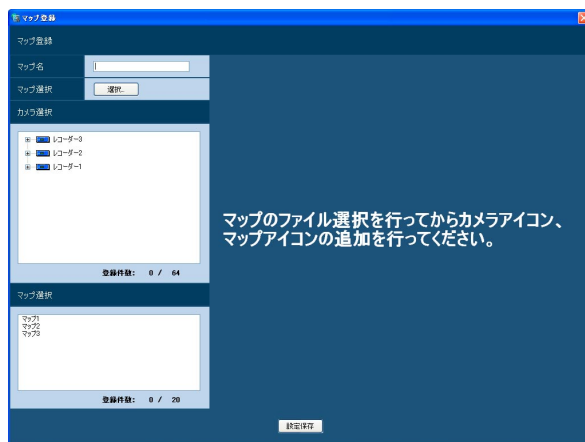 マップ登録
マップ登録
マップ名
マップ選択
選択...
カメラ選択
レコーダー3
レコーダー2
レコーダー1
登録件数: 0 / 64
マップ選択
マップ1
マップ2
マップ3
登録件数: 0 / 20
マップのファイル選択を行ってからカメラアイコン、
マップアイコンの追加を行ってください。
設定保存